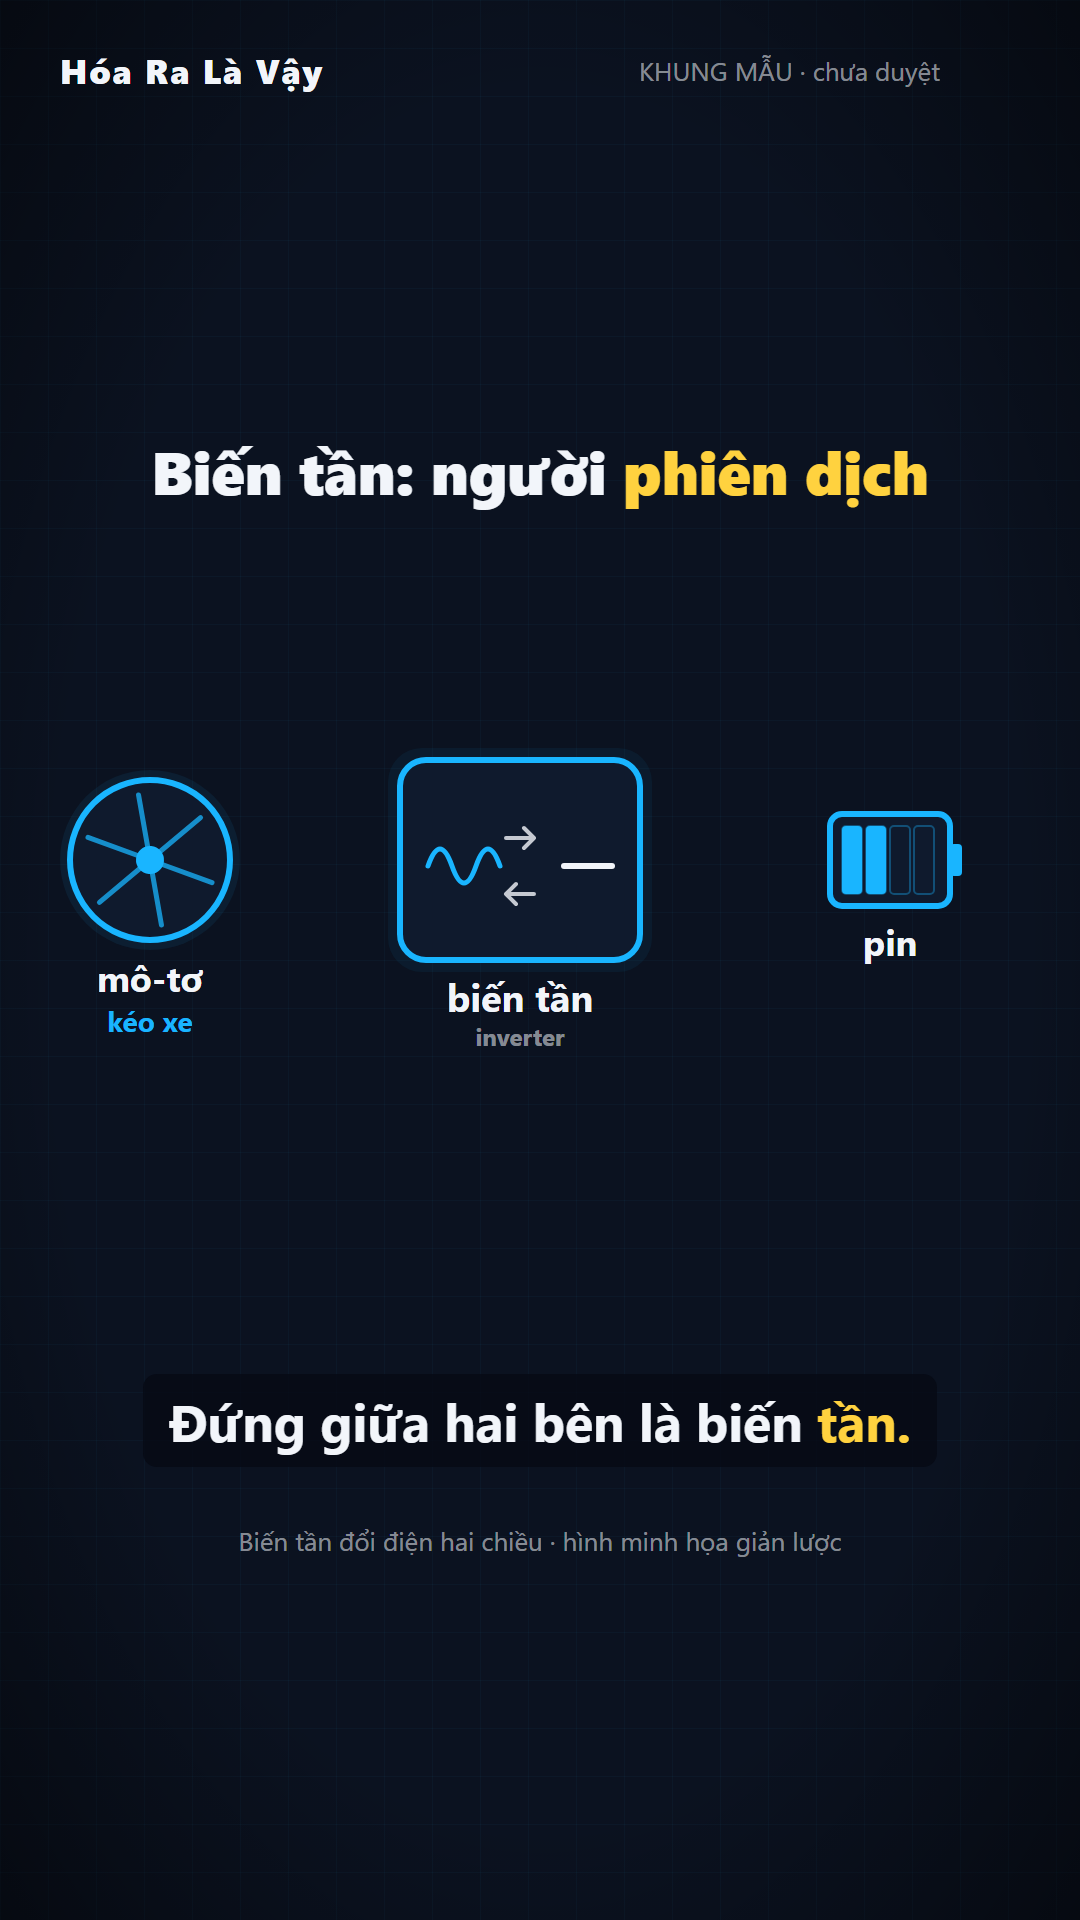 Hóa Ra Là Vậy
KHUNG MẪU · chưa duyệt
Biến tần: người phiên dịch
mô-tơ
kéo xe
biến tần
inverter
pin
Đứng giữa hai bên là biến tần.
Biến tần đổi điện hai chiều · hình minh họa giản lược